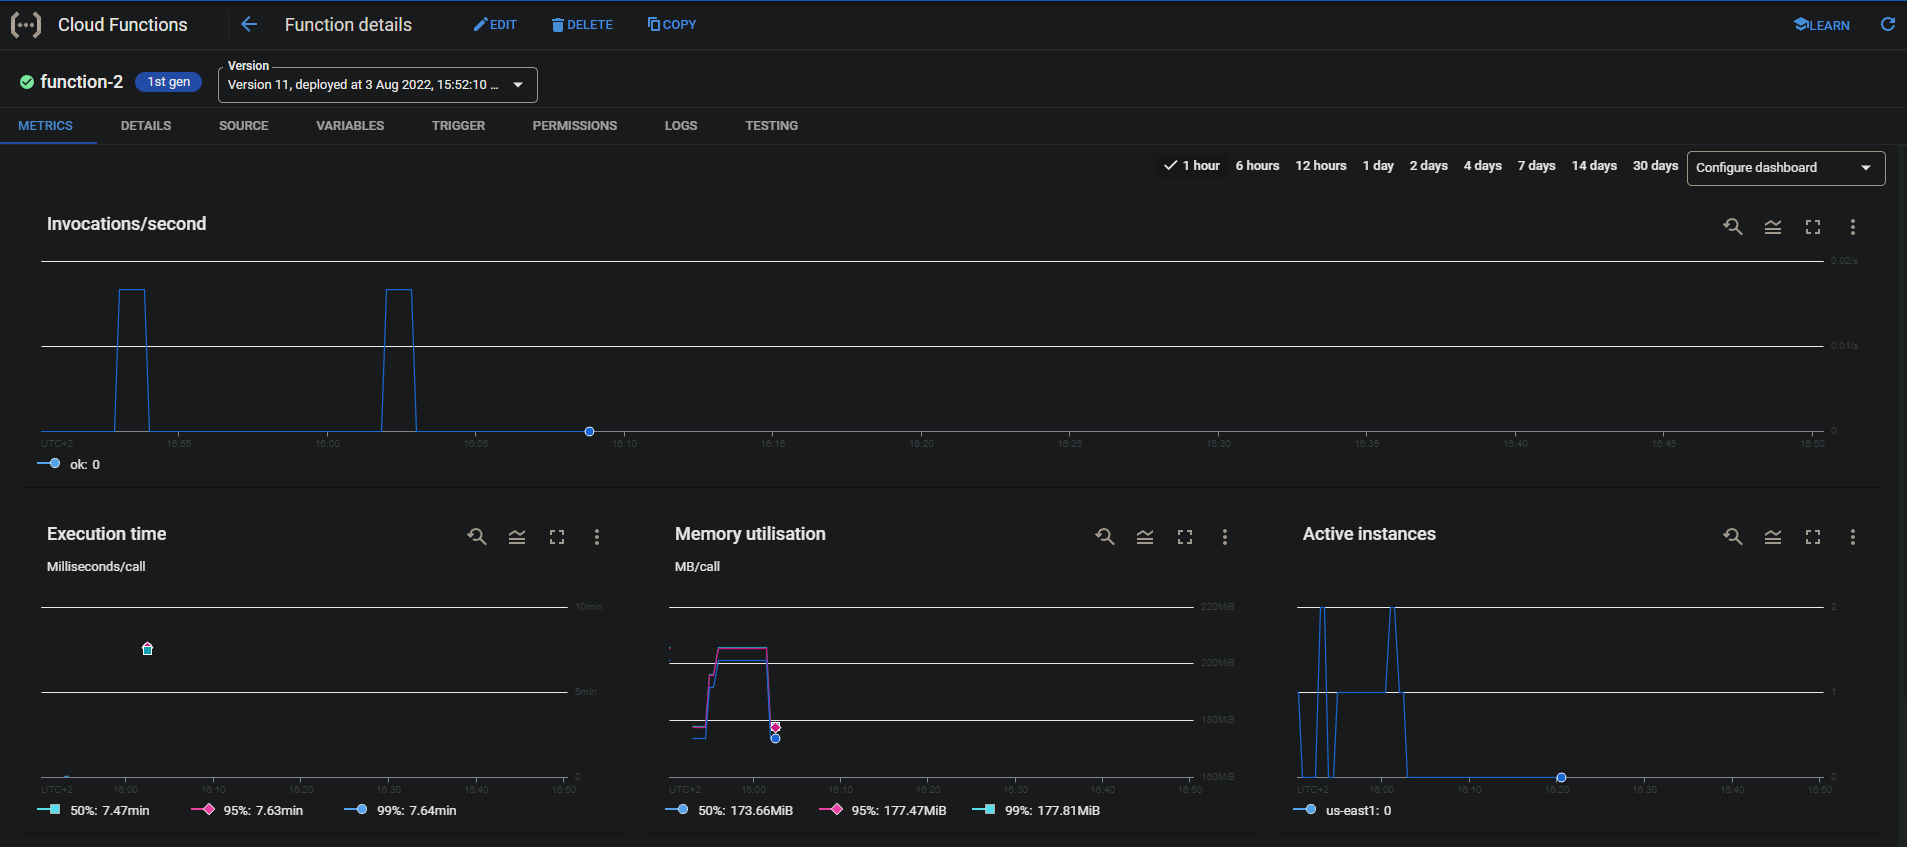 Cloud Functions
Function details
EDIT
DELETE
COPY
LEARN
function-2
1st gen
Version
Version 11, deployed at 3 Aug 2022, 15:52:10 ...
METRICS
DETAILS
SOURCE
VARIABLES
TRIGGER
PERMISSIONS
LOGS
TESTING
1 hour
6 hours
12 hours
1 day
2 days
4 days
7 days
14 days
30 days
Configure dashboard
Invocations/second
0.02/s
0.01/s
0
UTC+2 15:55 16:00 16:05 16:10 16:15 16:20 16:25 16:30 16:35 16:40 16:45 16:50
ok: 0
Execution time
Milliseconds/call
10min
5min
0
UTC+2 16:00 16:10 16:20 16:30 16:40 16:50
50%: 7.47min 95%: 7.63min 99%: 7.64min
Memory utilisation
MB/call
220MiB
200MiB
180MiB
160MiB
UTC+2 16:00 16:10 16:20 16:30 16:40 16:50
50%: 173.66MiB 95%: 177.47MiB 99%: 177.81MiB
Active instances
2
1
0
UTC+2 16:00 16:10 16:20 16:30 16:40 16:50
us-east1: 0